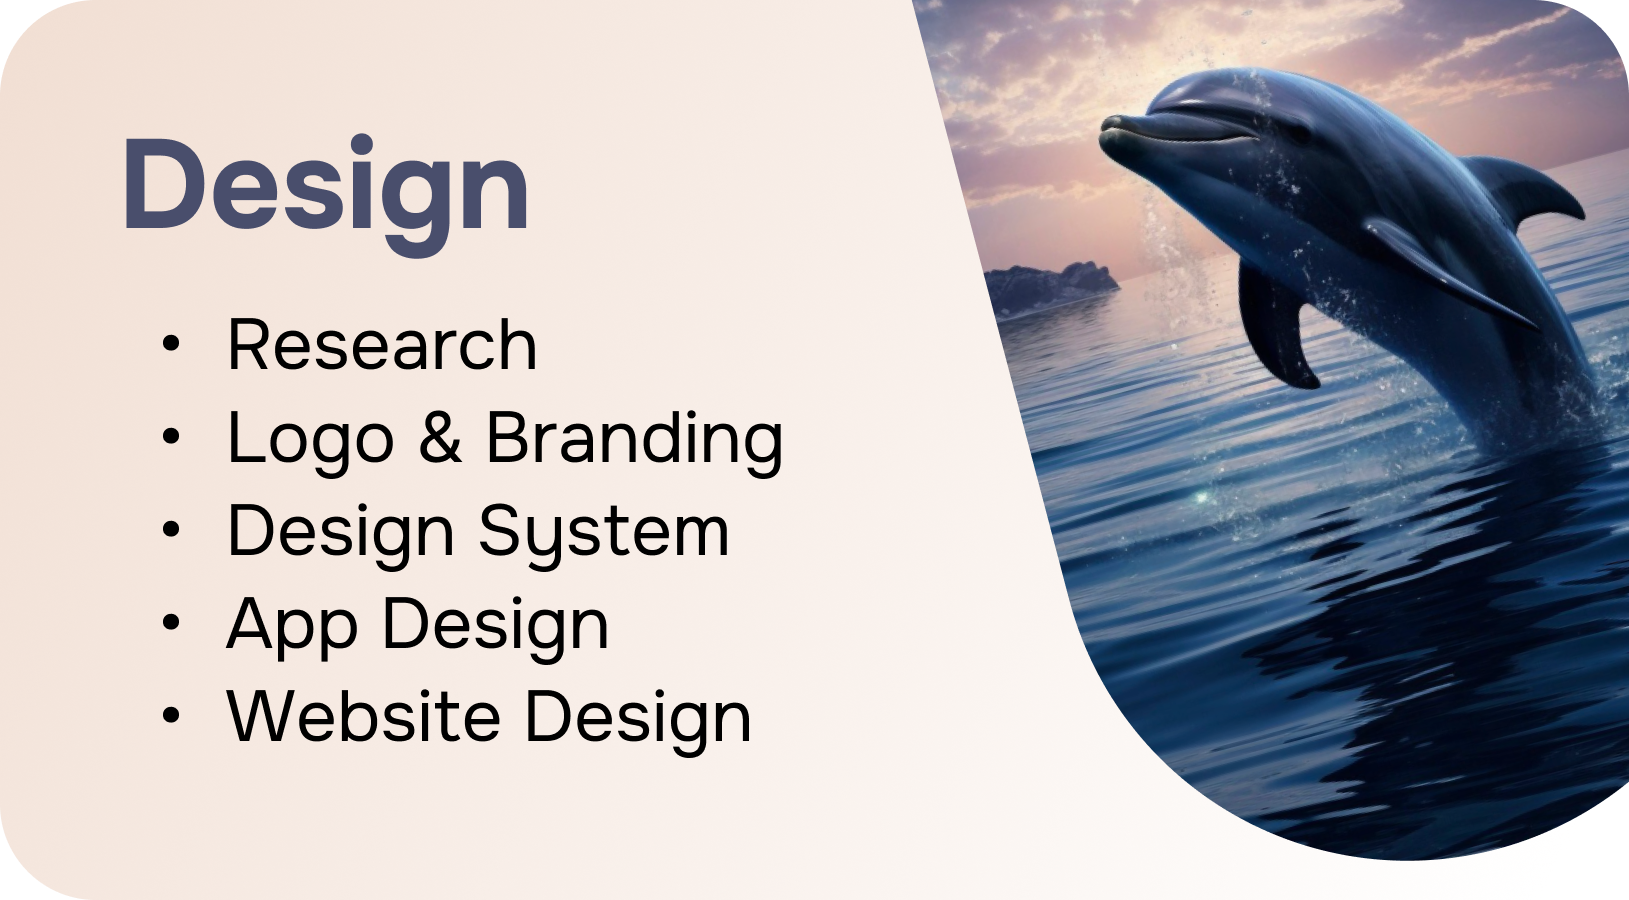 Design
• Research
• Logo & Branding
• Design System
• App Design
• Website Design